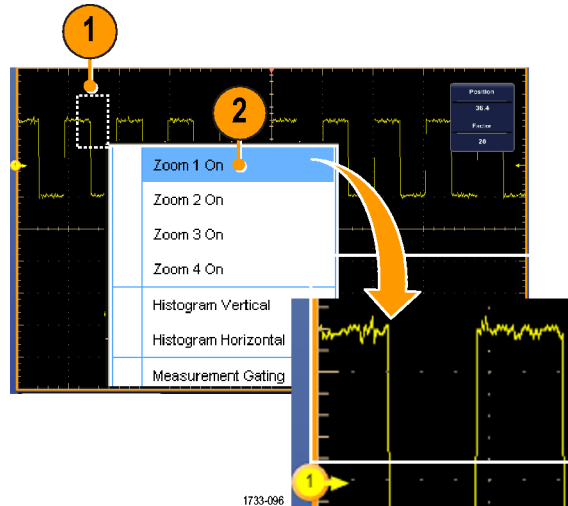 1
2
Position
36.4
Factor
20
Zoom 1 On
Zoom 2 On
Zoom 3 On
Zoom 4 On
Histogram Vertical
Histogram Horizontal
Measurement Gating
1
1733-096